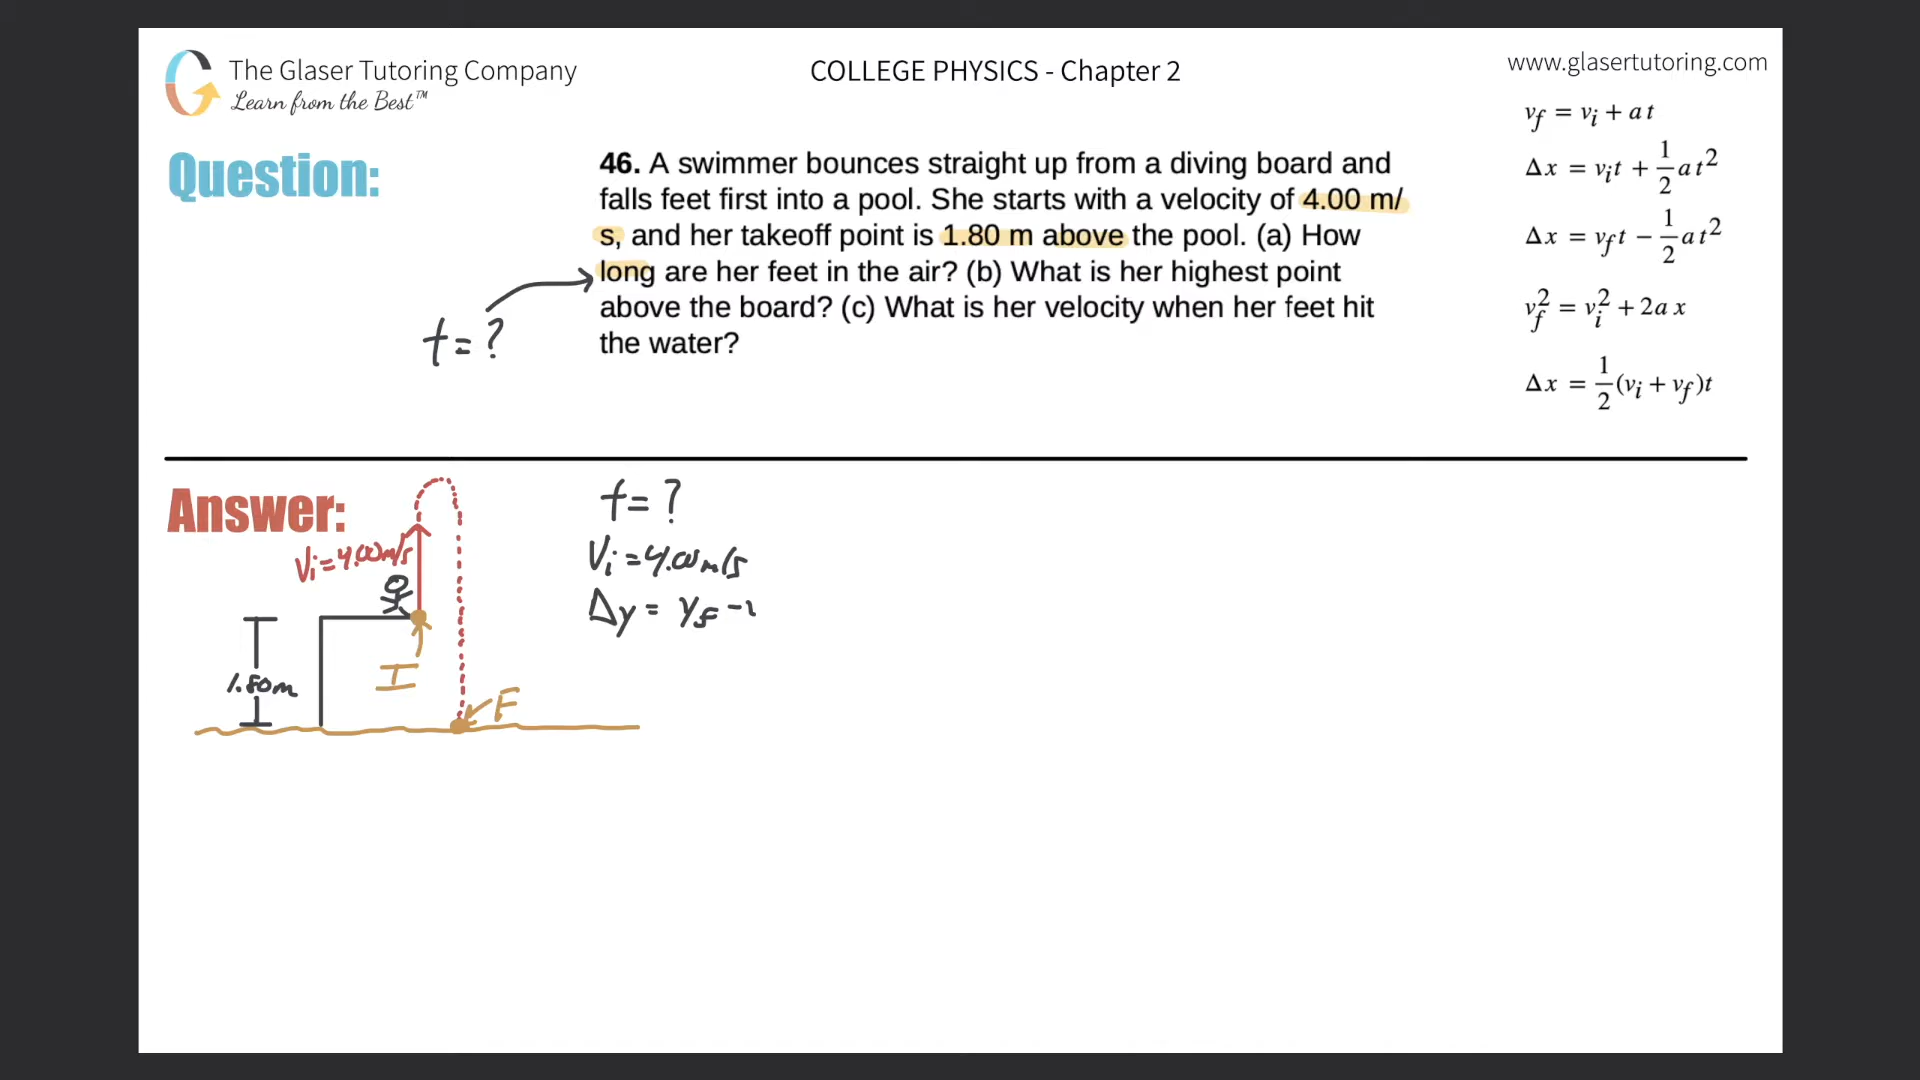 The Glaser Tutoring Company
Learn from the Best™
COLLEGE PHYSICS - Chapter 2
www.glasertutoring.com
Question:
46. A swimmer bounces straight up from a diving board and
falls feet first into a pool. She starts with a velocity of 4.00 m/
s, and her takeoff point is 1.80 m above the pool. (a) How
long are her feet in the air? (b) What is her highest point
above the board? (c) What is her velocity when her feet hit
the water?
t = ?
v_f = v_i + a t
Δx = v_i t + 1/2 a t²
Δx = v_f t − 1/2 a t²
v_f² = v_i² + 2a x
Δx = 1/2 (v_i + v_f)t
Answer:
V_i = 4.00 m/s
1.80m
I
F
t = ?
V_i = 4.00 m/s
Δy = y_f -